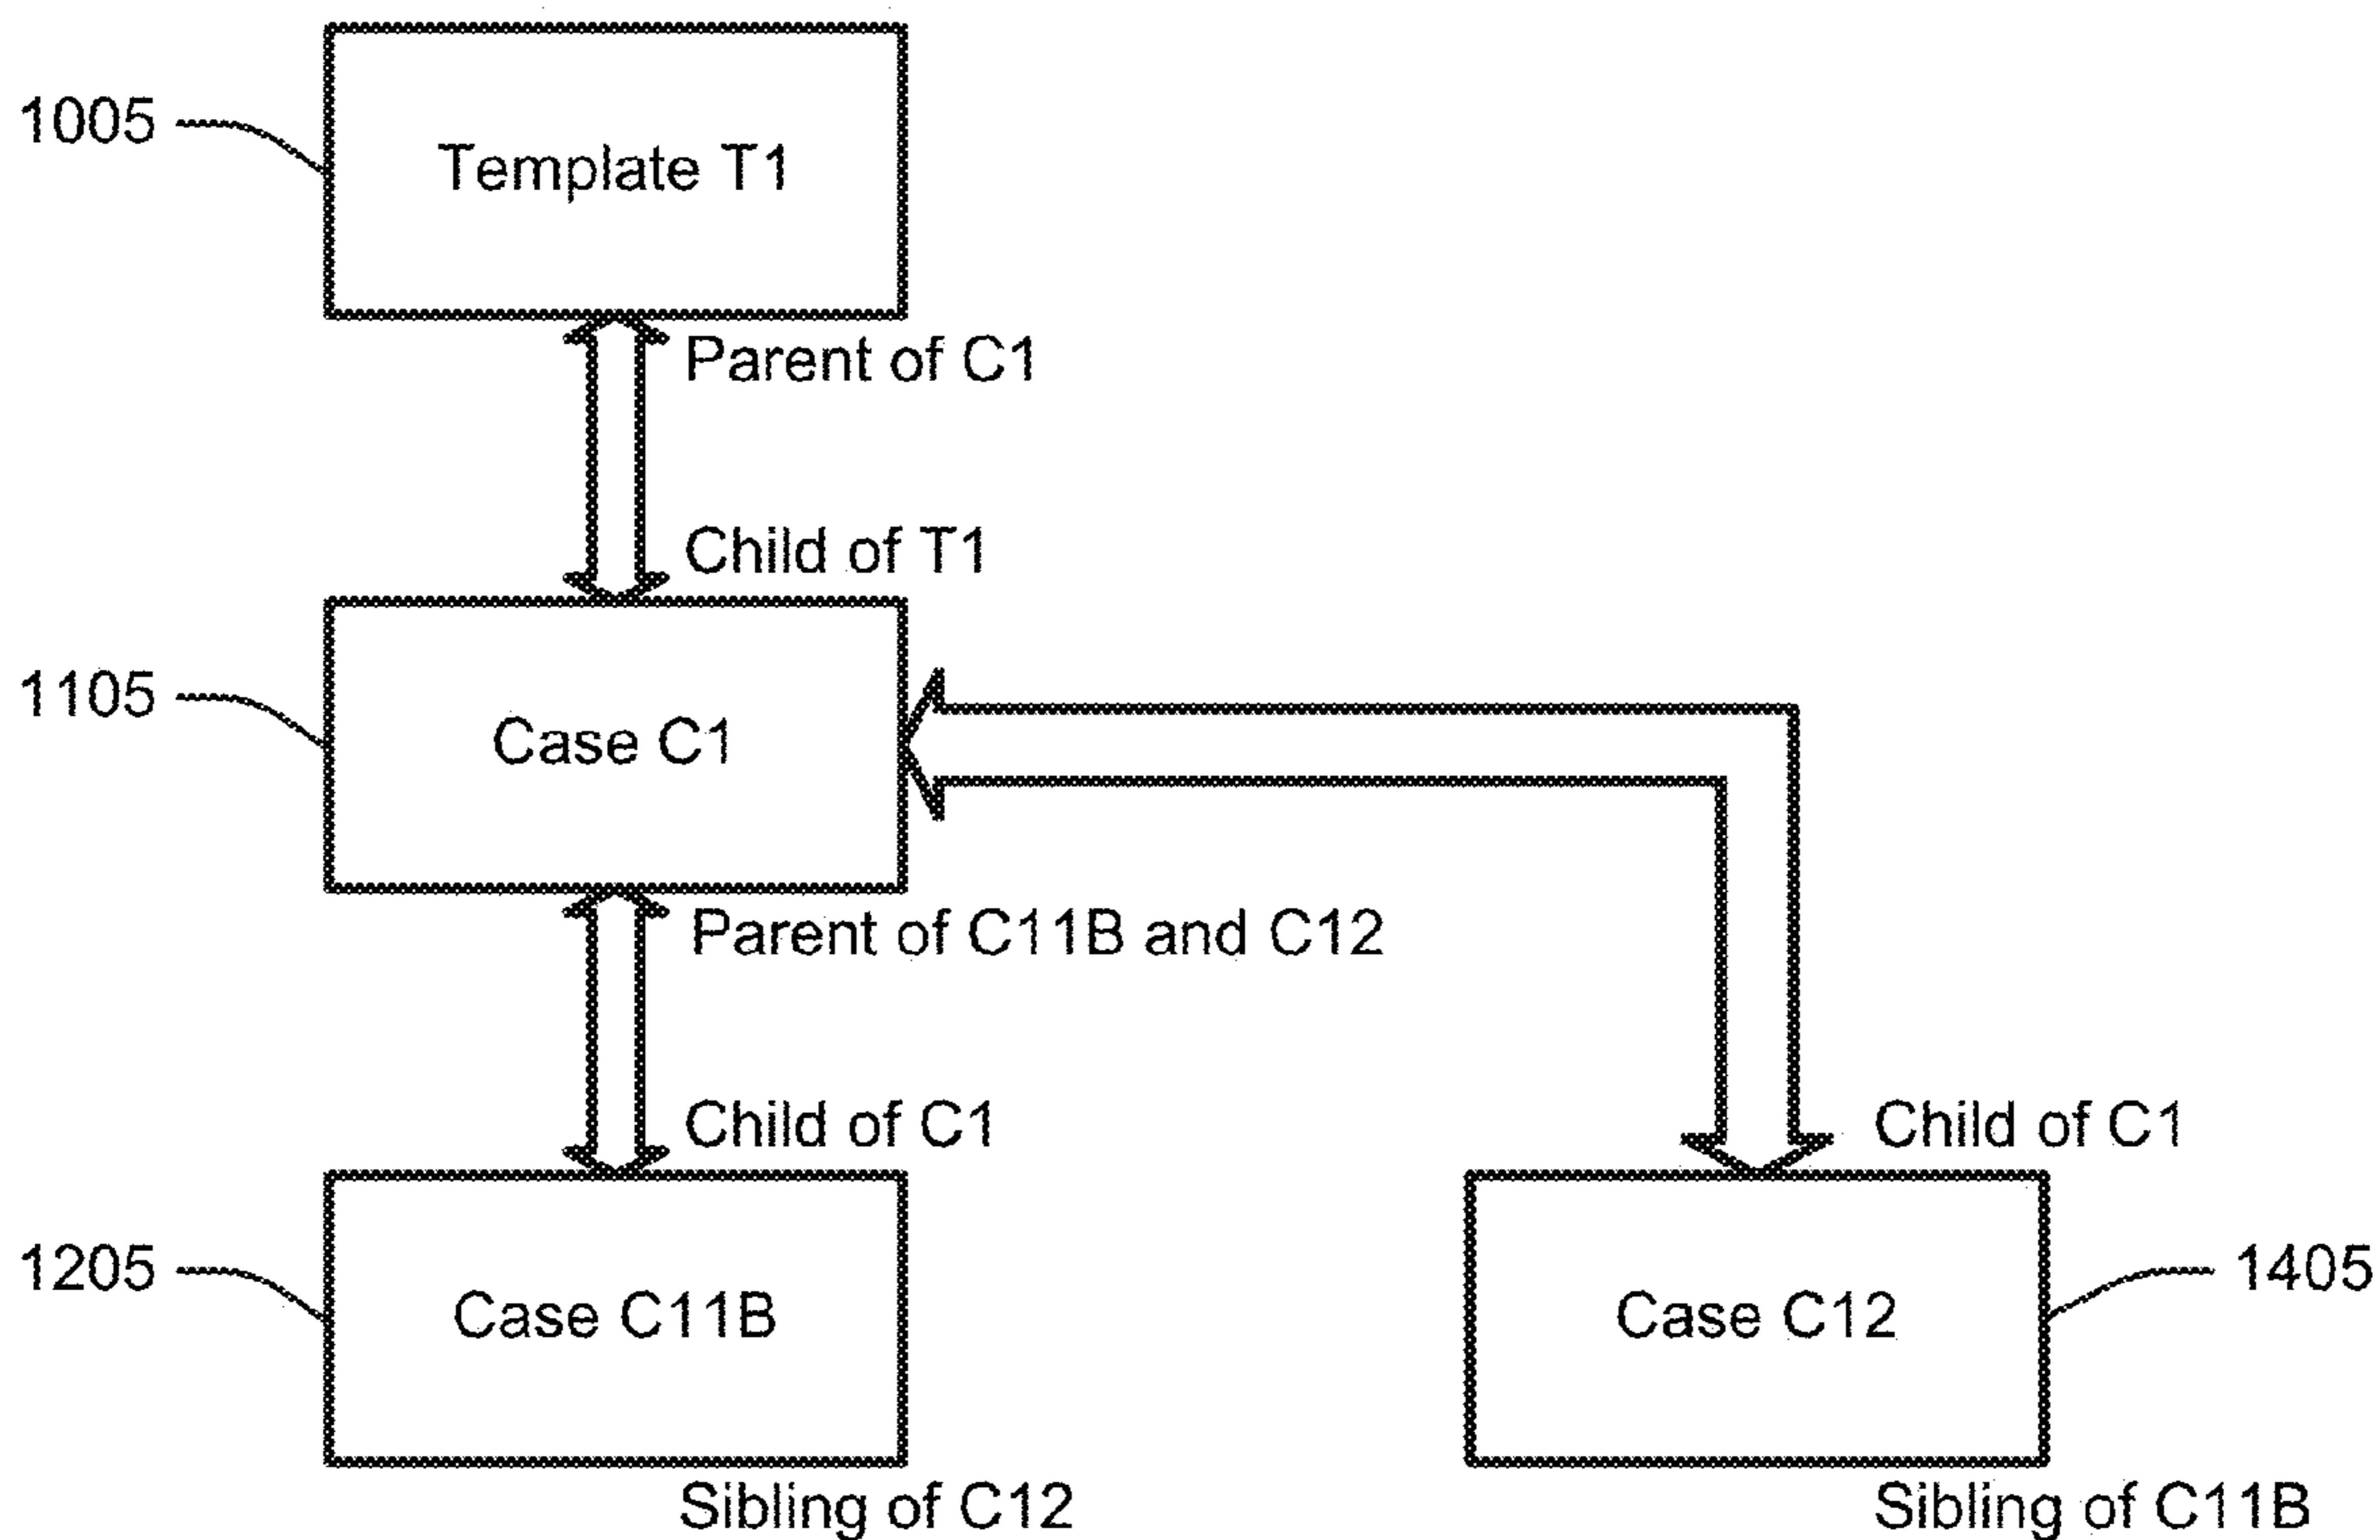 1005
Template T1
Parent of C1
Child of T1
1105
Case C1
Parent of C11B and C12
Child of C1
Child of C1
1205
Case C11B
Case C12
1405
Sibling of C12
Sibling of C11B